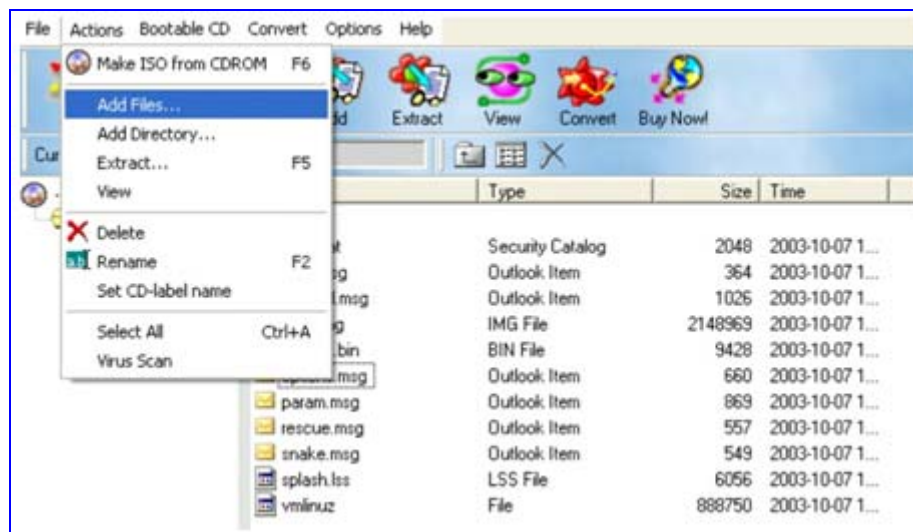 File Actions Bootable CD Convert Options Help
Make ISO from CDROM F6
Add Files...
Add Directory...
Extract... F5
View
Delete
Rename F2
Set CD-label name
Select All Ctrl+A
Virus Scan
Extract View Convert Buy Now!
Cur
Type Size Time
Security Catalog 2048 2003-10-07 1...
Outlook Item 364 2003-10-07 1...
.msg Outlook Item 1026 2003-10-07 1...
IMG File 2148969 2003-10-07 1...
.bin BIN File 9428 2003-10-07 1...
.msg Outlook Item 660 2003-10-07 1...
param.msg Outlook Item 869 2003-10-07 1...
rescue.msg Outlook Item 557 2003-10-07 1...
snake.msg Outlook Item 549 2003-10-07 1...
splash.lss LSS File 6056 2003-10-07 1...
vmlinuz File 888750 2003-10-07 1...